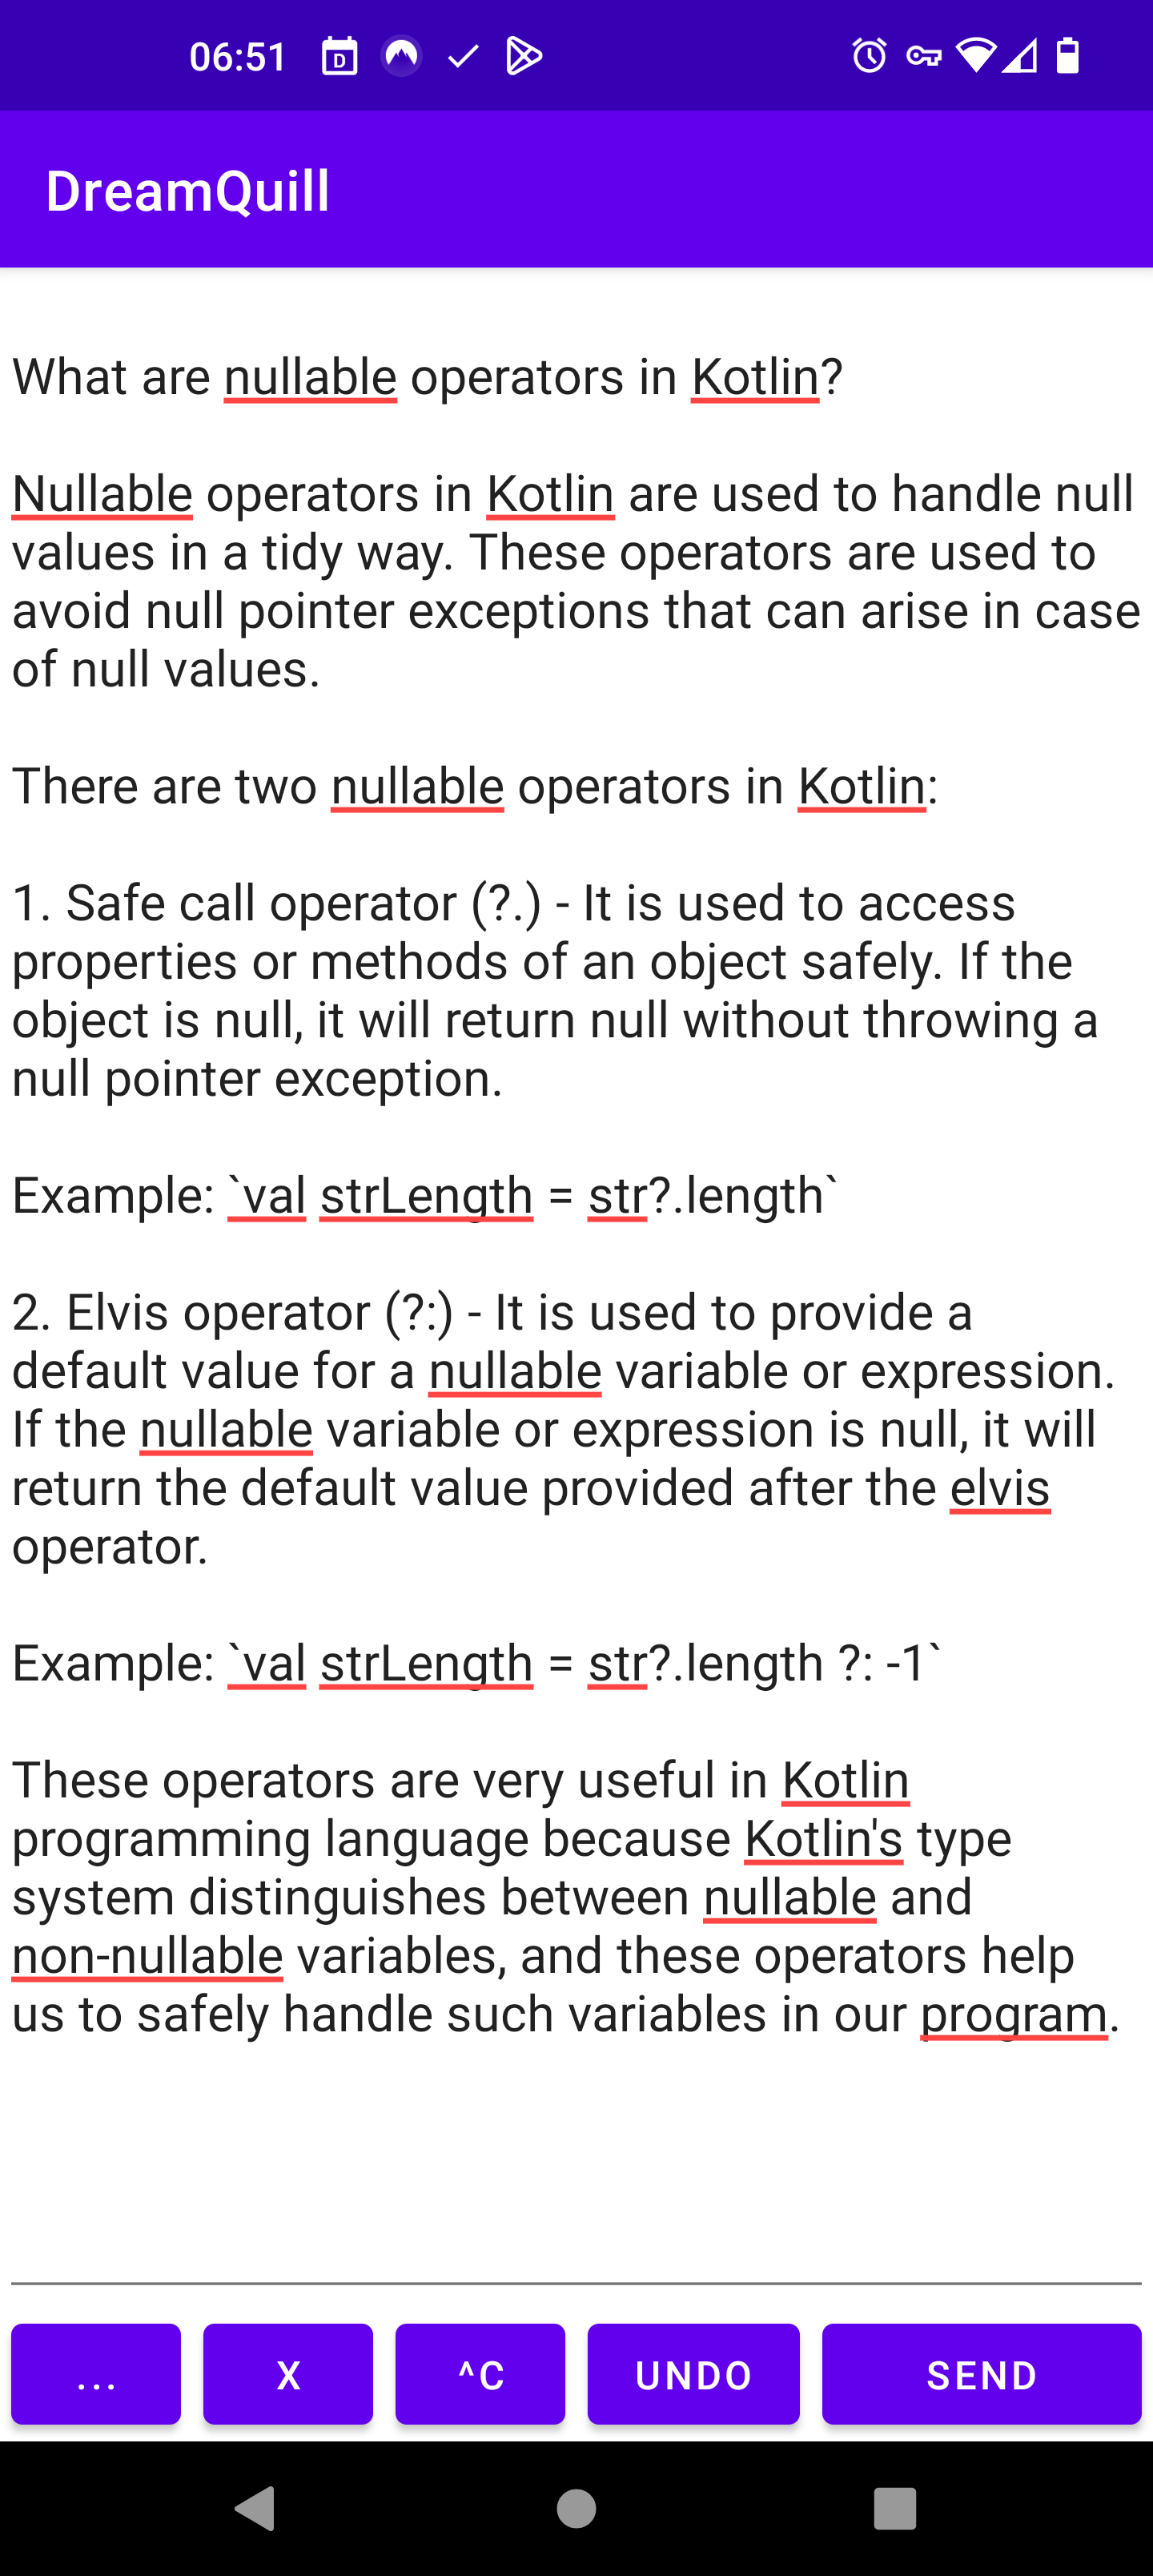 06:51
D
DreamQuill
What are nullable operators in Kotlin?
Nullable operators in Kotlin are used to handle null
values in a tidy way. These operators are used to
avoid null pointer exceptions that can arise in case
of null values.
There are two nullable operators in Kotlin:
1. Safe call operator (?.) - It is used to access
properties or methods of an object safely. If the
object is null, it will return null without throwing a
null pointer exception.
Example: `val strLength = str?.length`
2. Elvis operator (?:) - It is used to provide a
default value for a nullable variable or expression.
If the nullable variable or expression is null, it will
return the default value provided after the elvis
operator.
Example: `val strLength = str?.length ?: -1`
These operators are very useful in Kotlin
programming language because Kotlin's type
system distinguishes between nullable and
non-nullable variables, and these operators help
us to safely handle such variables in our program.
... X ^C UNDO SEND